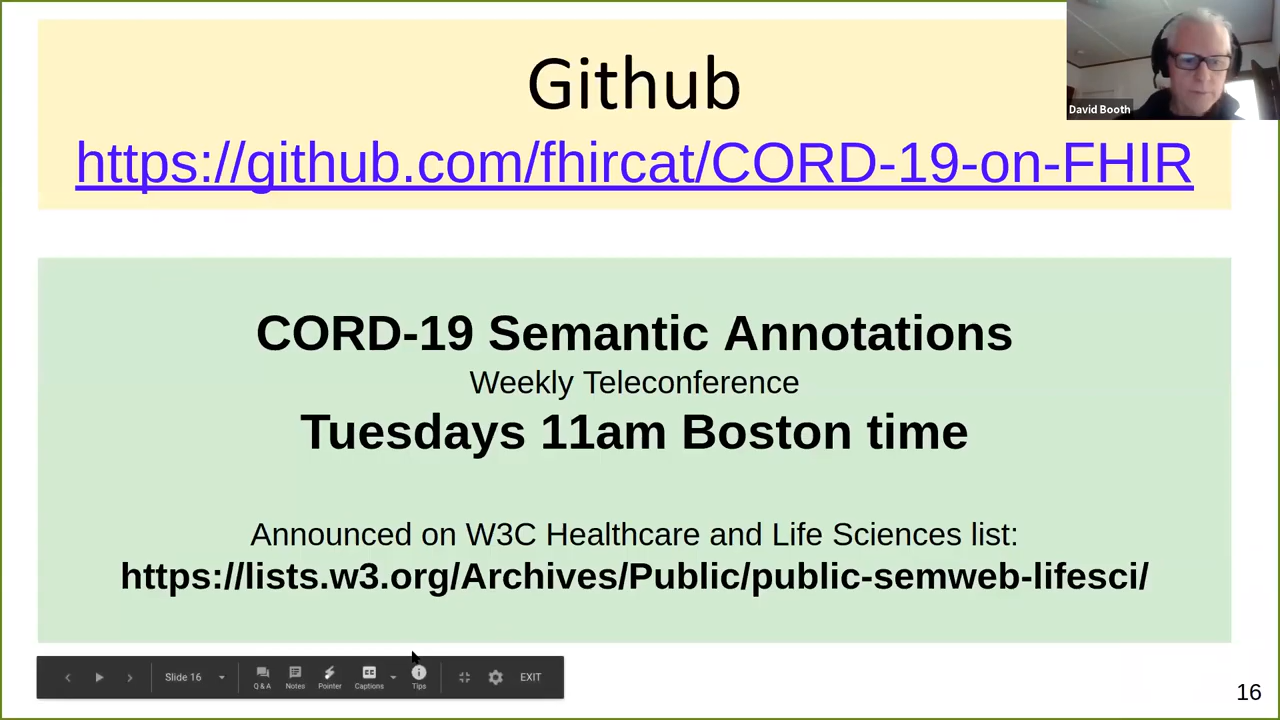 Github
https://github.com/fhircat/CORD-19-on-FHIR
David Booth
CORD-19 Semantic Annotations
Weekly Teleconference
Tuesdays 11am Boston time
Announced on W3C Healthcare and Life Sciences list:
https://lists.w3.org/Archives/Public/public-semweb-lifesci/
Slide 16
Q & A
Notes
Pointer
CC
Captions
Tips
EXIT
16